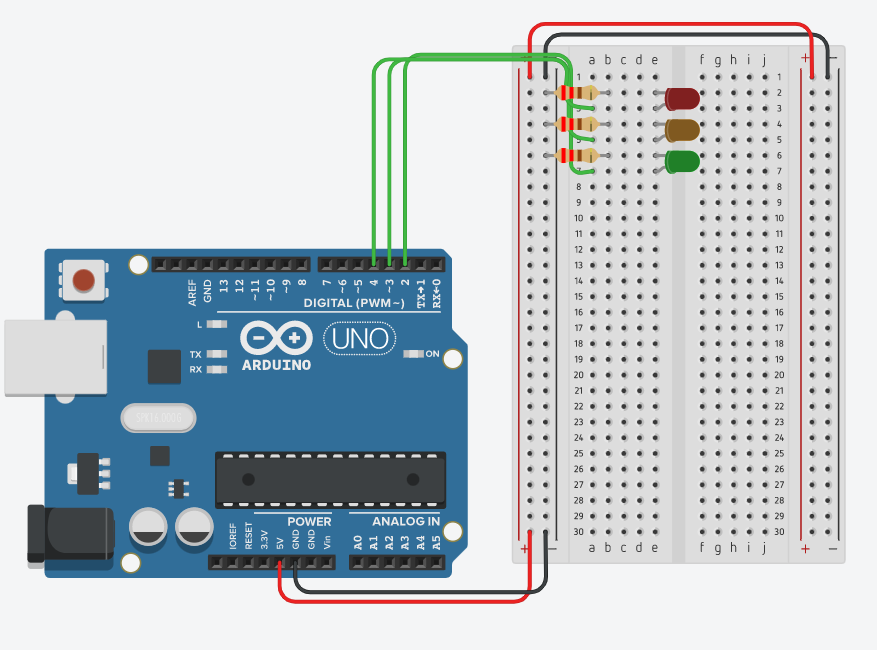 + − a b c d e f g h i j + −
1 1
2 2
3 3
4 4
5 5
6 6
7 7
8 8
9 9
10 10
11 11
12 12
13 13
14 14
15 15
16 16
17 17
18 18
19 19
20 20
21 21
22 22
23 23
24 24
25 25
26 26
27 27
28 28
29 29
30 30
+ − a b c d e f g h i j + −
AREF GND 13 12 ~11 ~10 ~9 8 7 6~ 5~ 4 3~ 2 TX→1 RX←0
DIGITAL (PWM~)
L
TX
RX
UNO
ARDUINO
ON
POWER
ANALOG IN
IOREF RESET 3.3V 5V GND GND Vin A0 A1 A2 A3 A4 A5